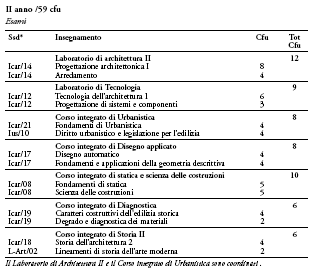 II anno /59 cfu
Esami
Ssd* Insegnamento Cfu Tot Cfu
Laboratorio di architettura II 12
Icar/14 Progettazione architettonica I 8
Icar/14 Arredamento 4
Laboratorio di Tecnologia 9
Icar/12 Tecnologia dell'architettura I 6
Icar/12 Progettazione di sistemi e componenti 3
Corso integrato di Urbanistica 8
Icar/21 Fondamenti di Urbanistica 4
Ius/10 Diritto urbanistico e legislazione per l'edilizia 4
Corso integrato di Disegno applicato 8
Icar/17 Disegno automatico 4
Icar/17 Fondamenti e applicazioni della geometria descrittiva 4
Corso integrato di statica e scienze delle costruzioni 10
Icar/08 Fondamenti di statica 5
Icar/08 Scienza delle costruzioni 5
Corso integrato di Diagnostica 6
Icar/19 Caratteri costruttivi dell'edilizia storica 4
Icar/19 Degrado e diagnostica dei materiali 2
Corso integrato di Storia II 6
Icar/18 Storia dell'architettura 2 4
L-Art/02 Lineamenti di storia dell'arte moderna 2
Il Laboratorio di Architettura II e il Corso integrato di Urbanistica sono coordinati.